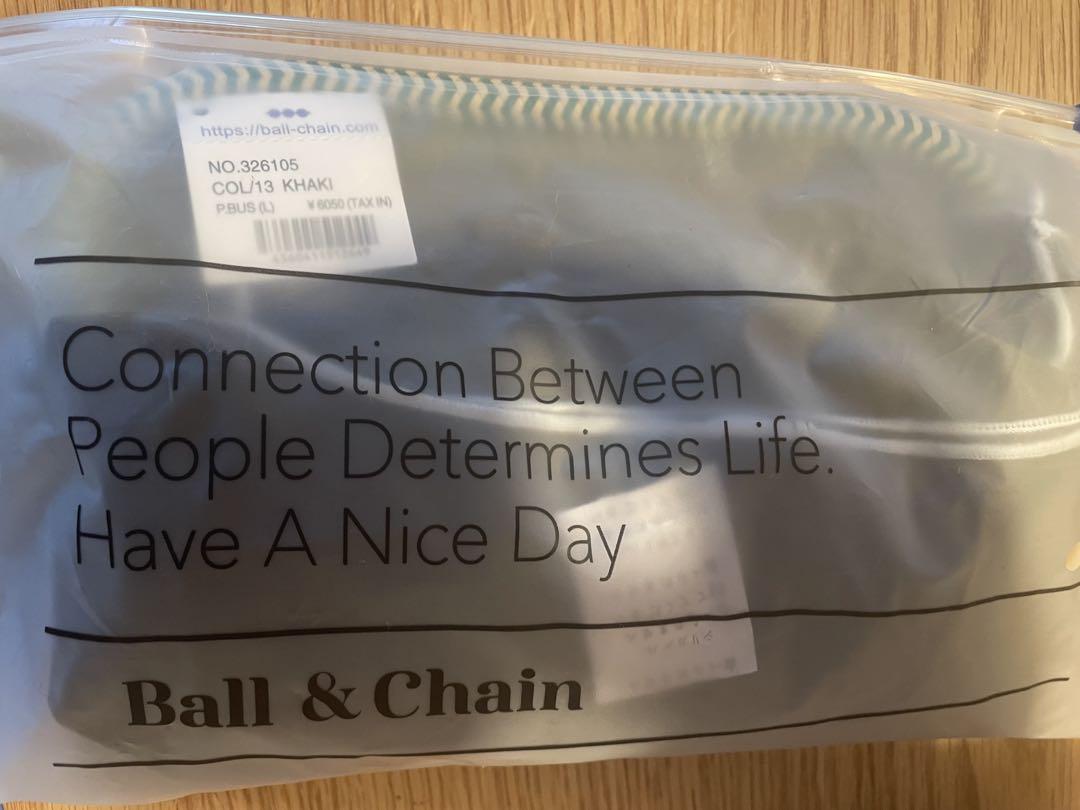 https://ball-chain.com
NO.326105
COL/13 KHAKI
P.BUS (L) ¥6050 (TAX IN)
Connection Between
People Determines Life.
Have A Nice Day
Ball & Chain